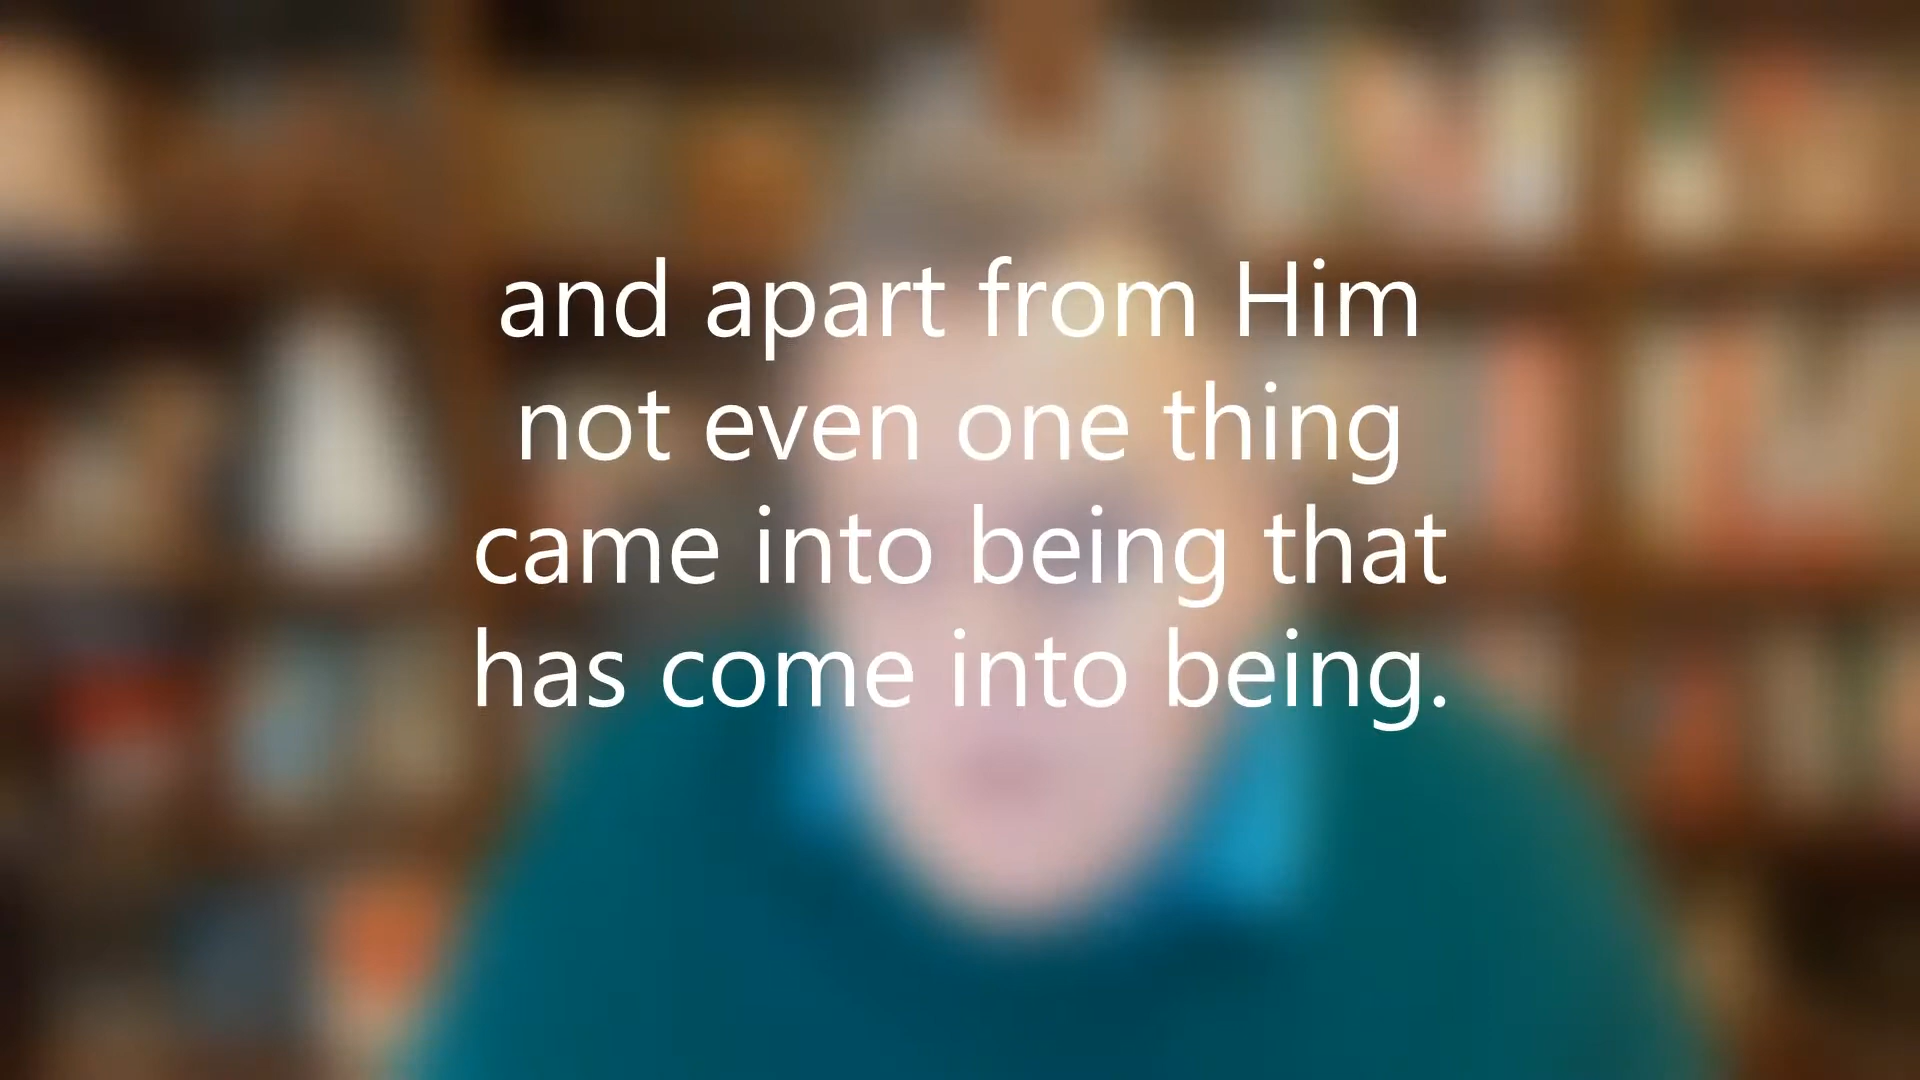 and apart from Him
not even one thing
came into being that
has come into being.